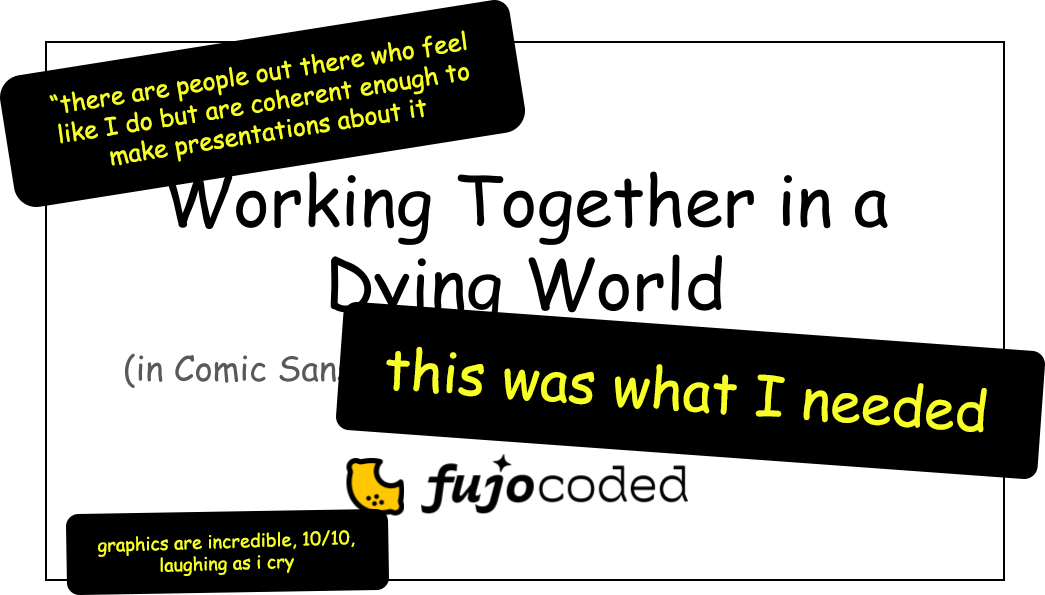 “there are people out there who feel
like I do but are coherent enough to
make presentations about it
Working Together in a
Dying World
(in Comic Sans
this was what I needed
fujocoded
graphics are incredible, 10/10,
laughing as i cry